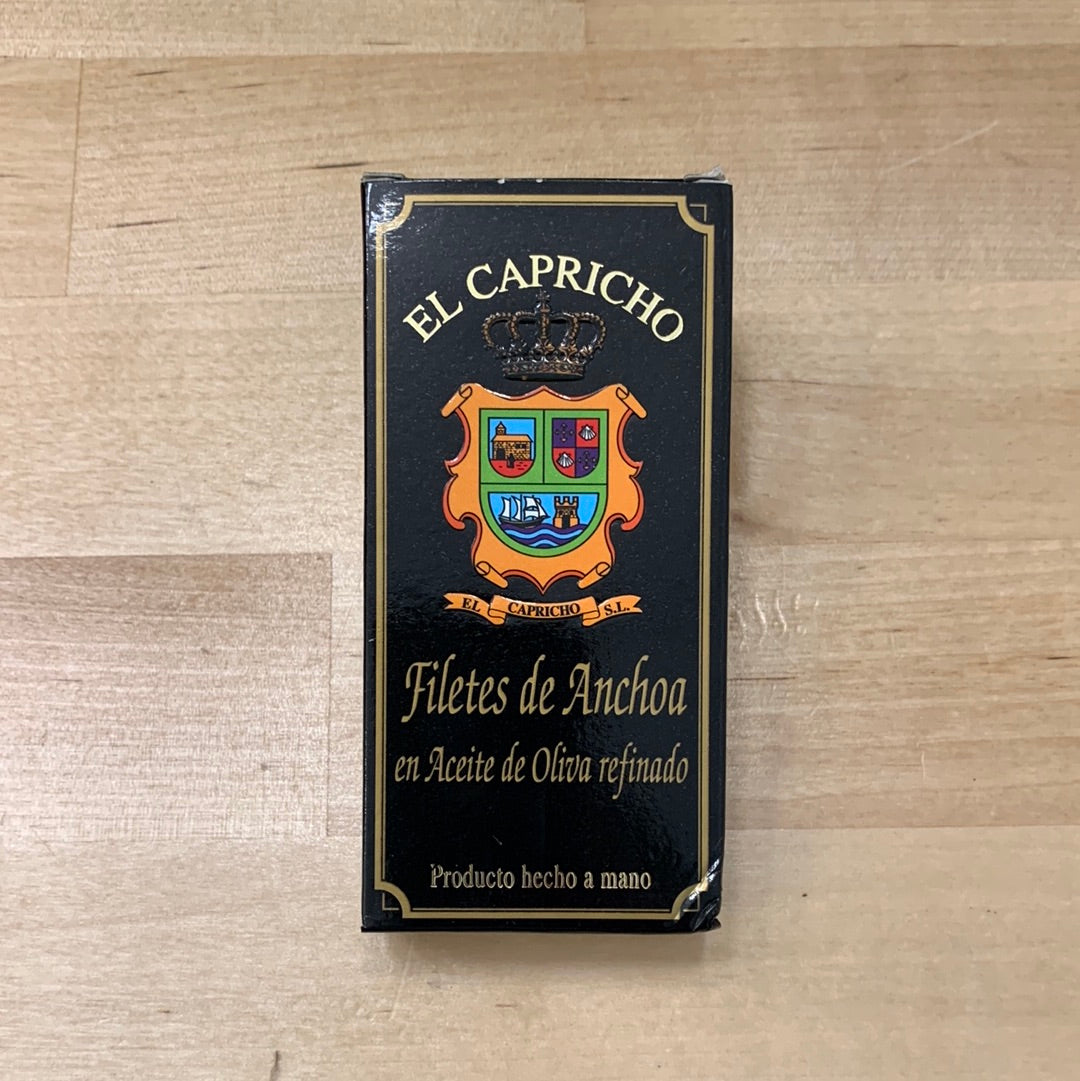 EL CAPRICHO
EL CAPRICHO S.L.
Filetes de Anchoa
en Aceite de Oliva refinado
Producto hecho a mano